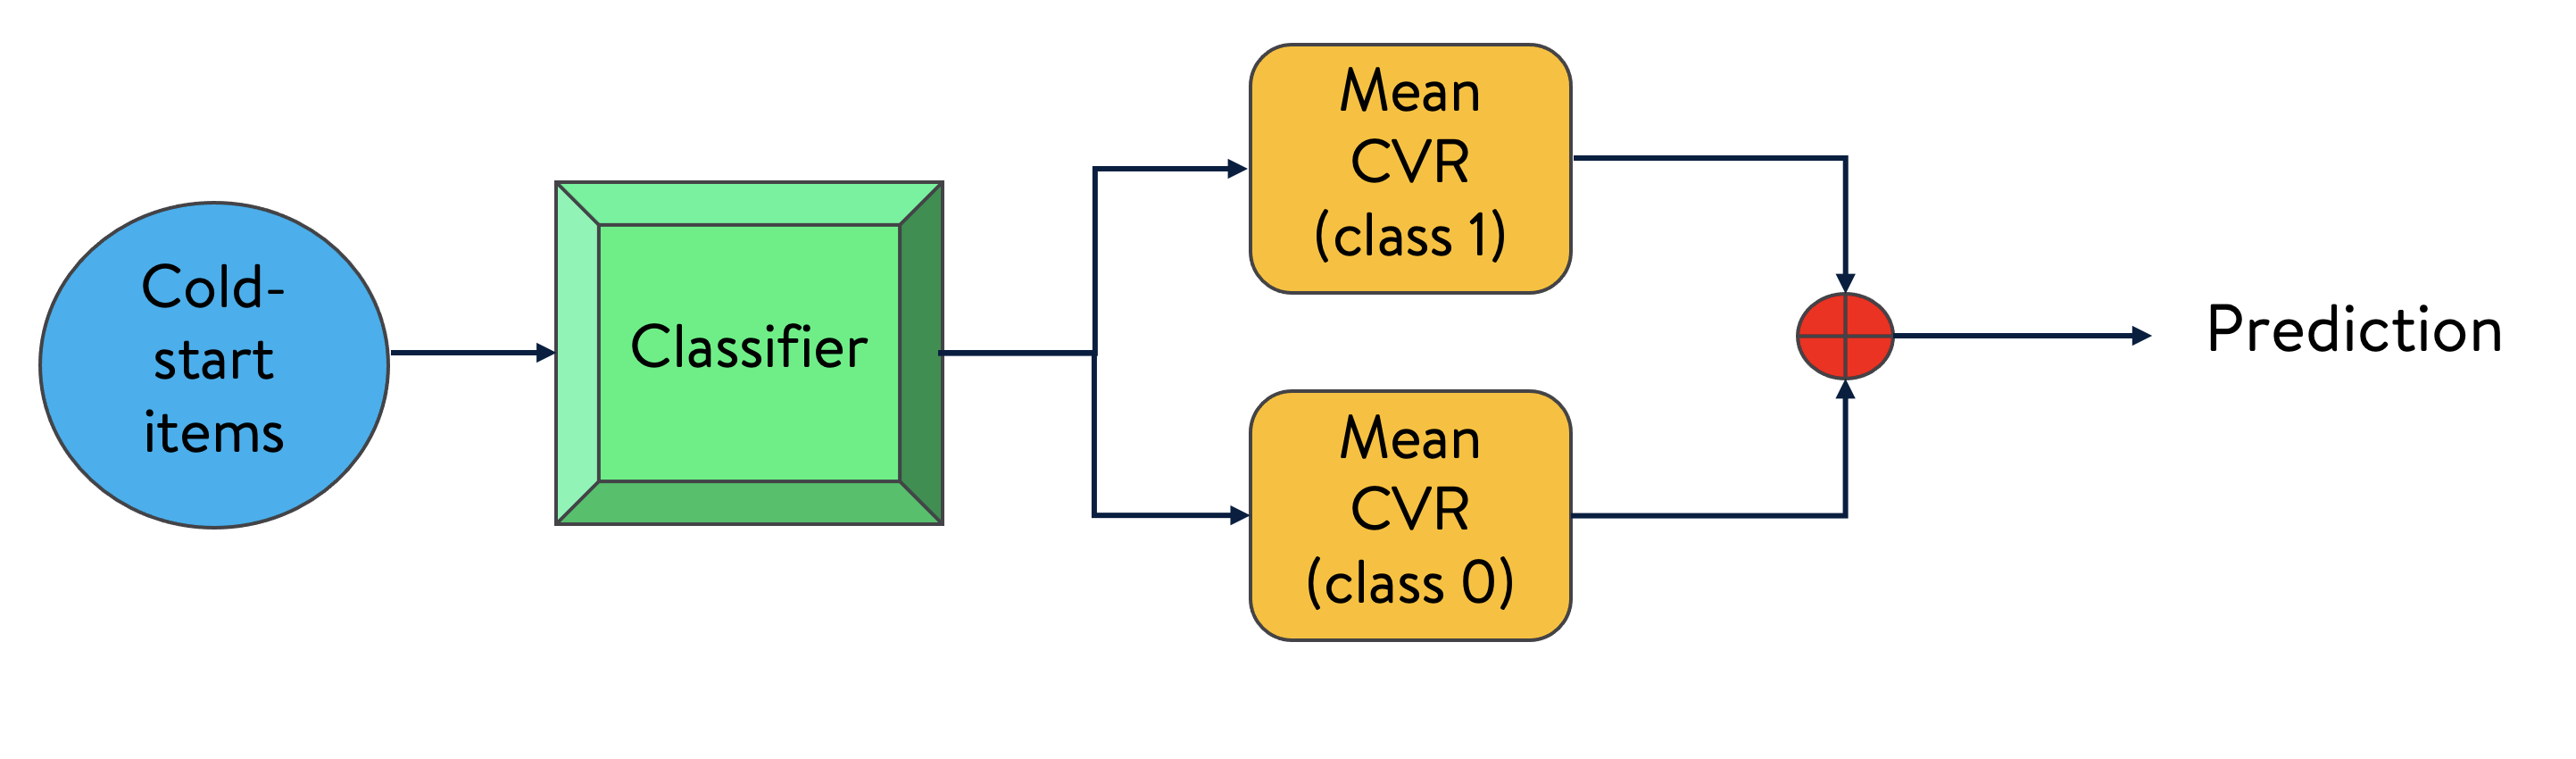 Cold-
start
items
Classifier
Mean
CVR
(class 1)
Mean
CVR
(class 0)
Prediction